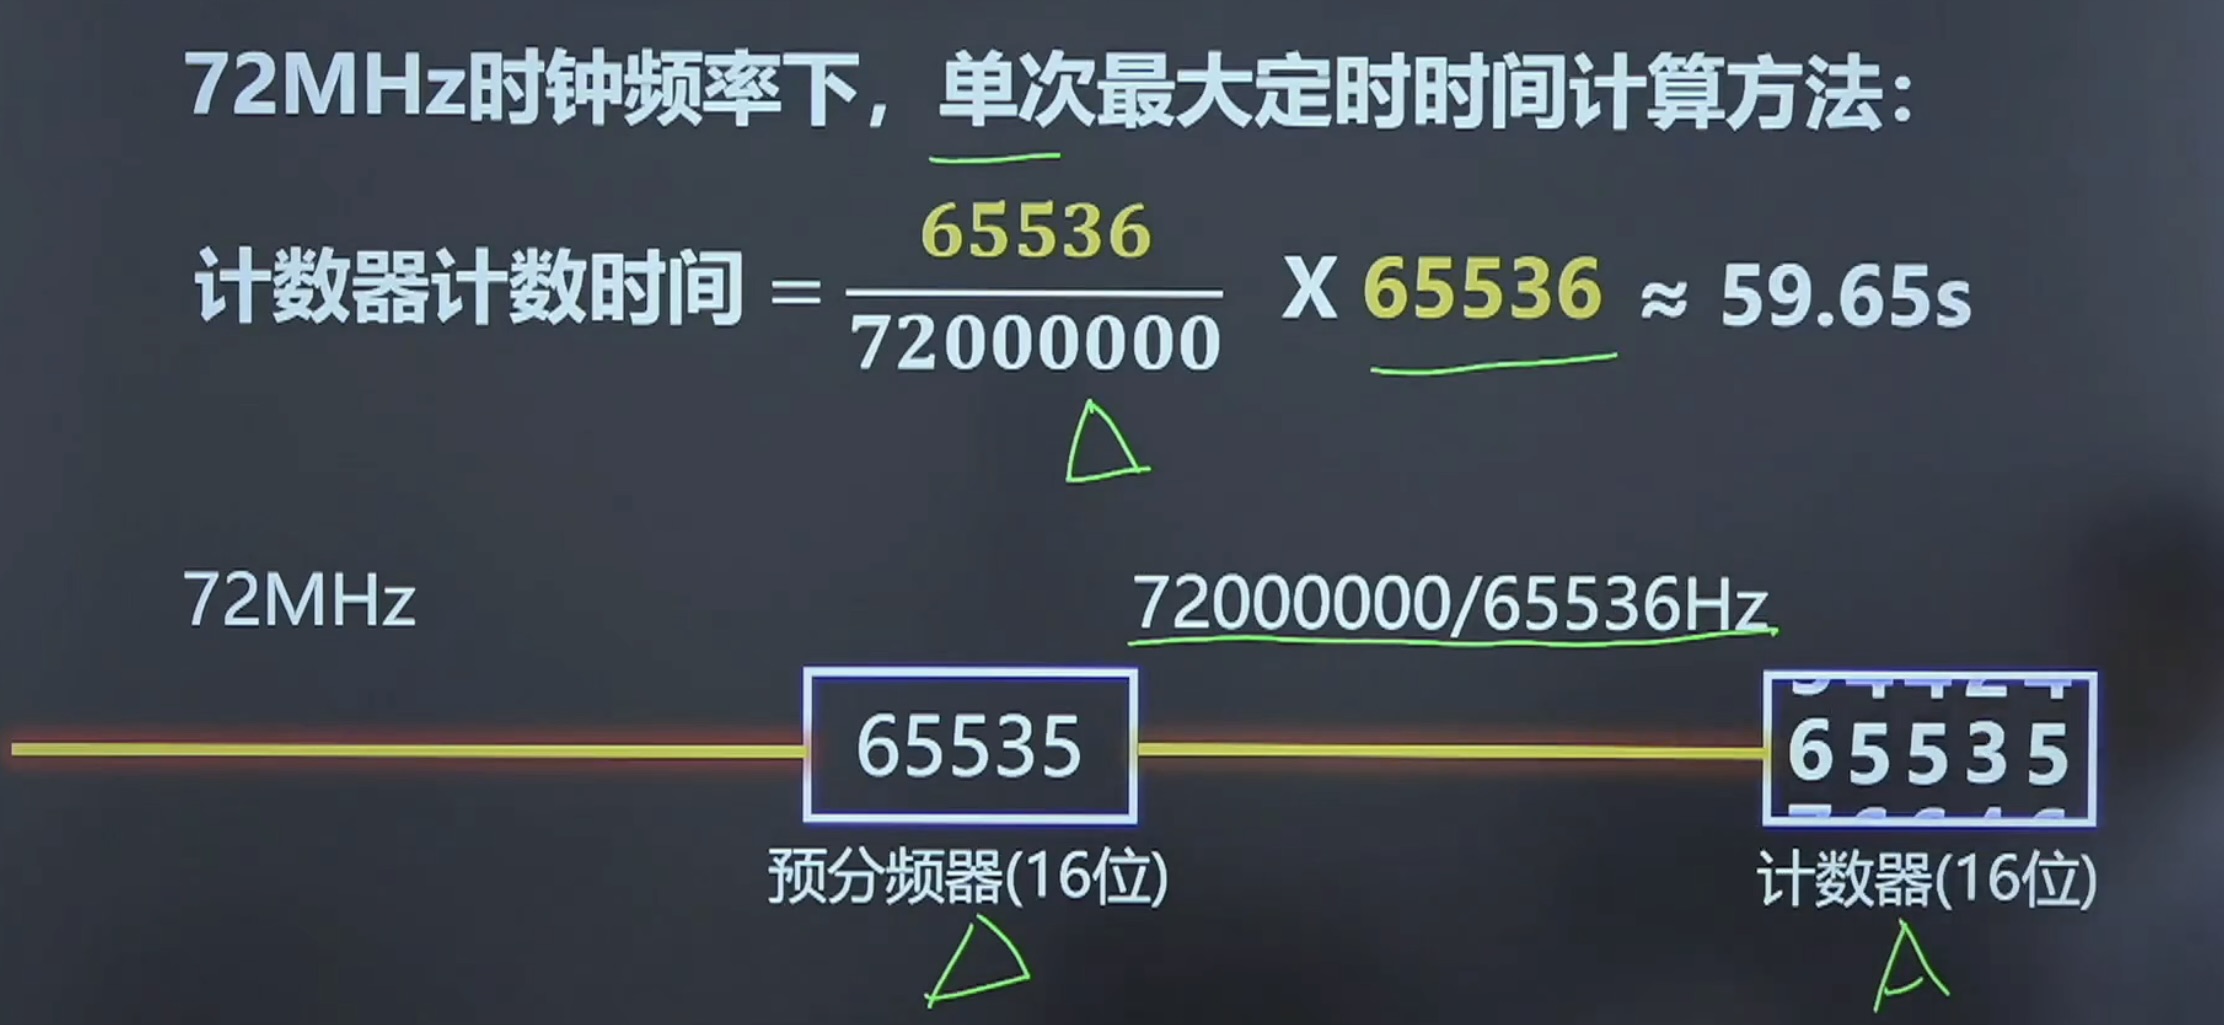 72MHz时钟频率下，单次最大定时时间计算方法：
计数器计数时间 = 65536/72000000 X 65536 ≈ 59.65s
72MHz
72000000/65536Hz
65535
65535
预分频器(16位)
计数器(16位)